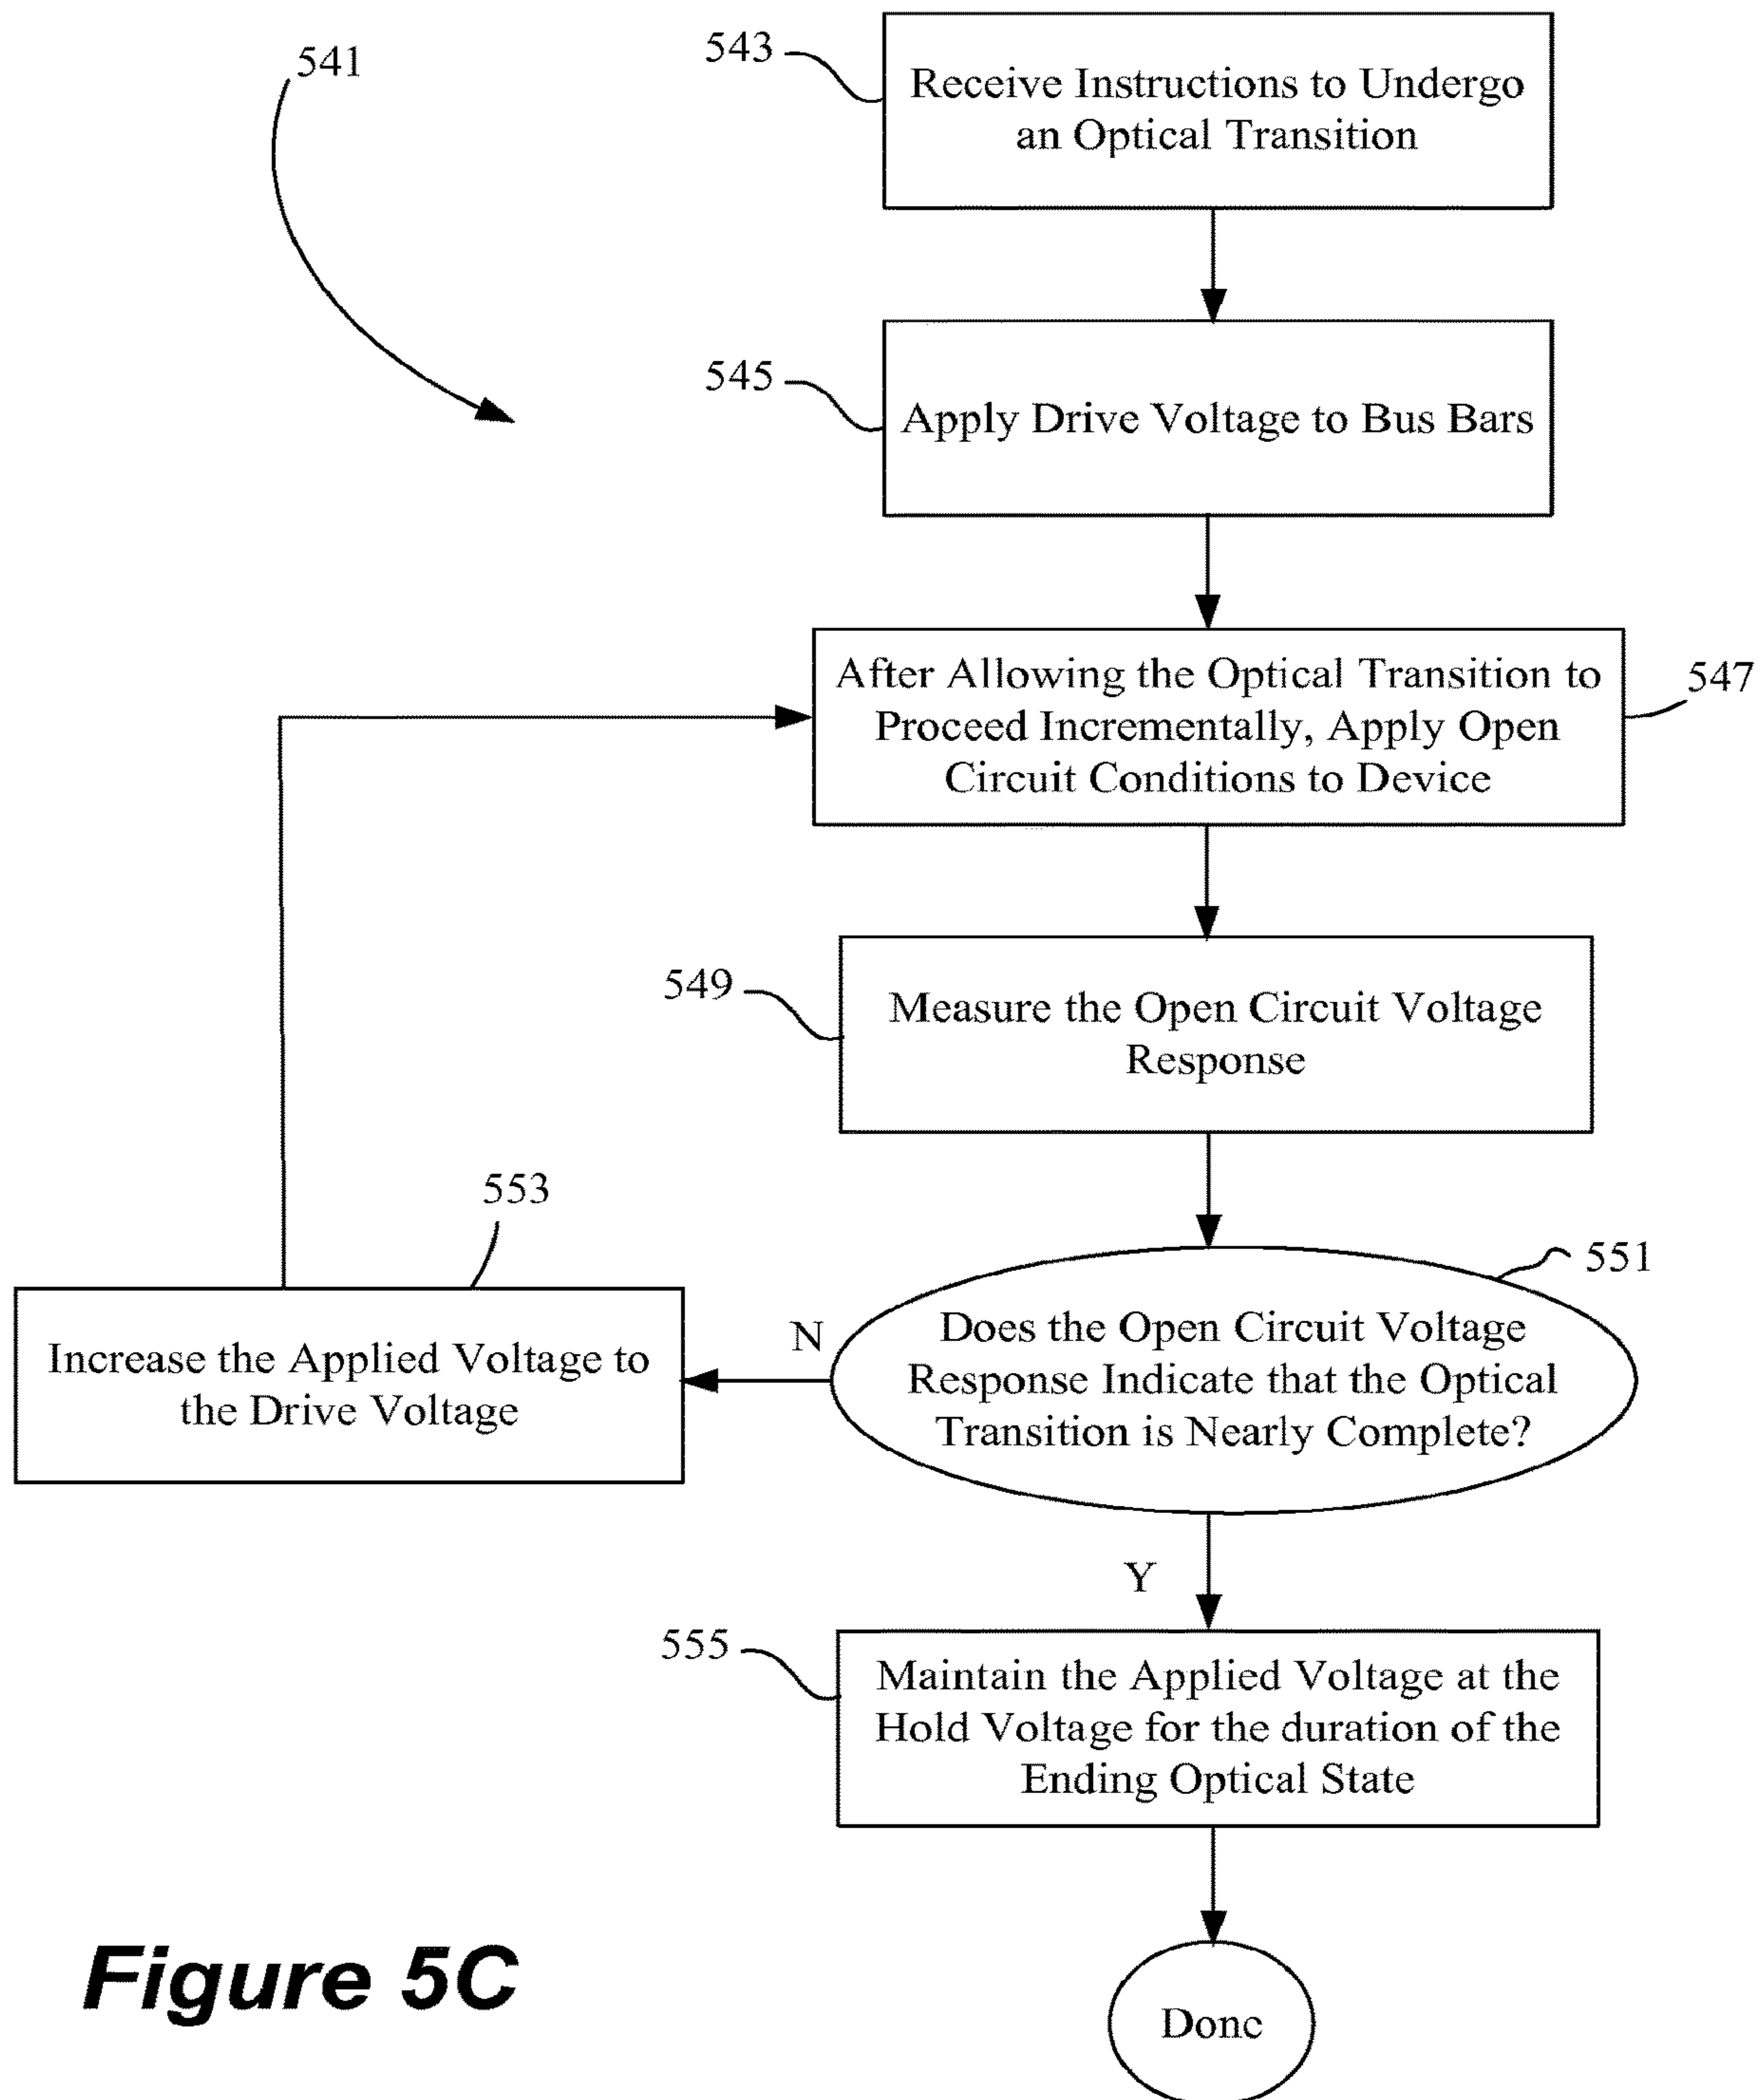 541
543
Receive Instructions to Undergo
an Optical Transition
545
Apply Drive Voltage to Bus Bars
After Allowing the Optical Transition to
Proceed Incrementally, Apply Open
Circuit Conditions to Device
547
549
Measure the Open Circuit Voltage
Response
553
Increase the Applied Voltage to
the Drive Voltage
N
551
Does the Open Circuit Voltage
Response Indicate that the Optical
Transition is Nearly Complete?
Y
555
Maintain the Applied Voltage at the
Hold Voltage for the duration of the
Ending Optical State
Done
Figure 5C